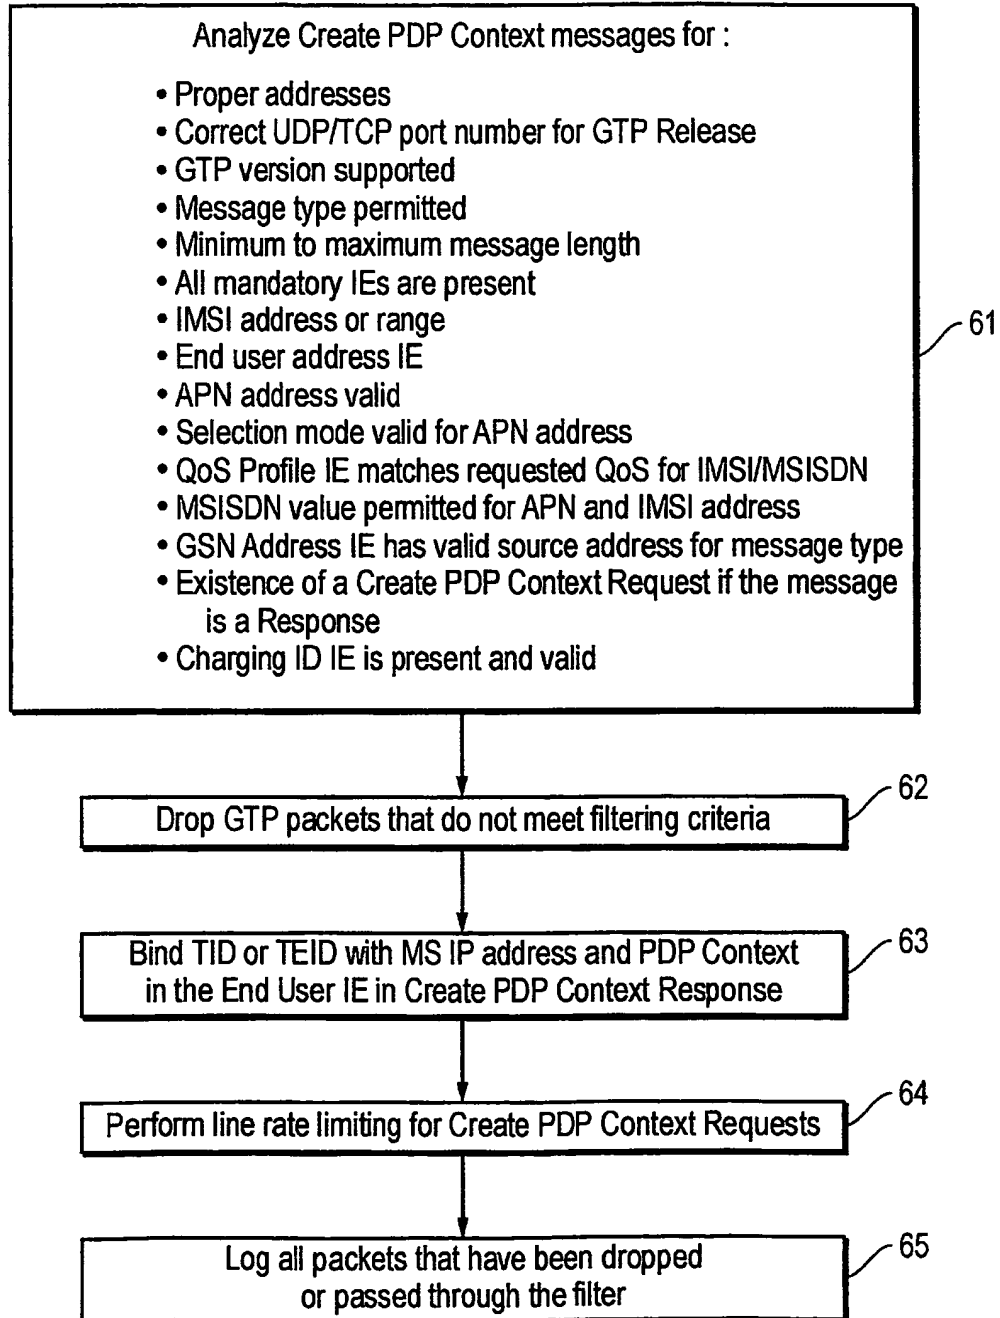 Analyze Create PDP Context messages for :
• Proper addresses
• Correct UDP/TCP port number for GTP Release
• GTP version supported
• Message type permitted
• Minimum to maximum message length
• All mandatory IEs are present
• IMSI address or range
• End user address IE
• APN address valid
• Selection mode valid for APN address
• QoS Profile IE matches requested QoS for IMSI/MSISDN
• MSISDN value permitted for APN and IMSI address
• GSN Address IE has valid source address for message type
• Existence of a Create PDP Context Request if the message
is a Response
• Charging ID IE is present and valid
61
Drop GTP packets that do not meet filtering criteria
62
Bind TID or TEID with MS IP address and PDP Context
in the End User IE in Create PDP Context Response
63
Perform line rate limiting for Create PDP Context Requests
64
Log all packets that have been dropped
or passed through the filter
65